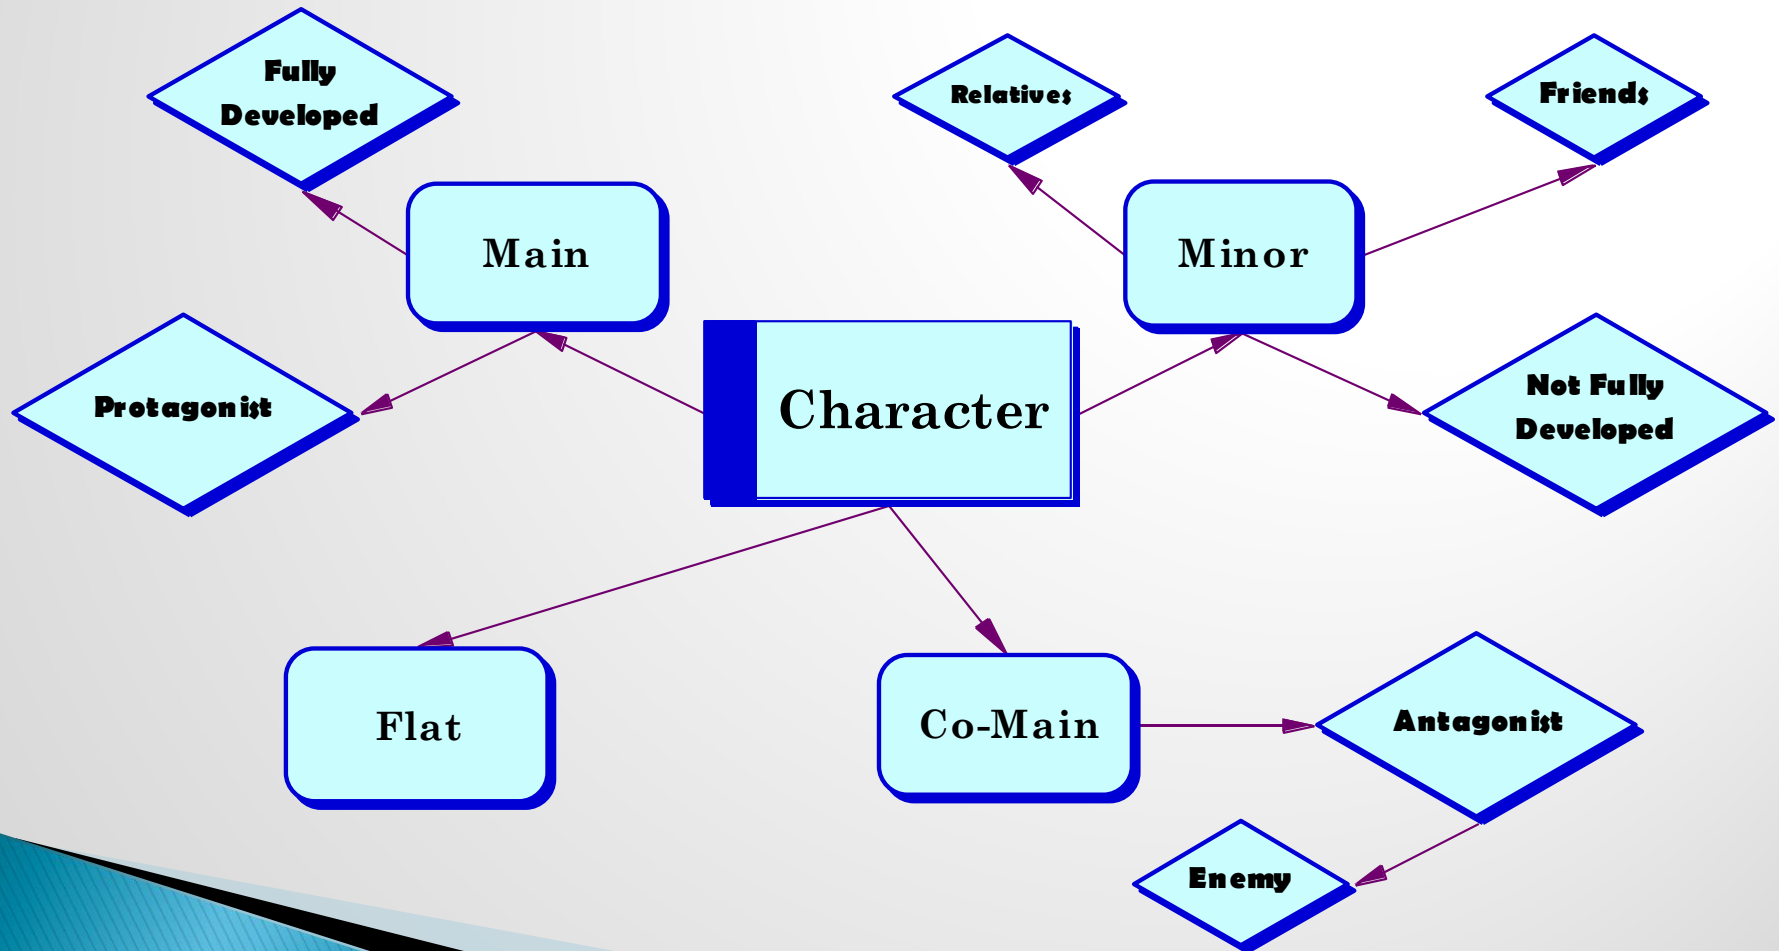 Fully
Developed
Relatives
Friends
Main
Minor
Protagonist
Character
Not Fully
Developed
Flat
Co-Main
Antagonist
Enemy